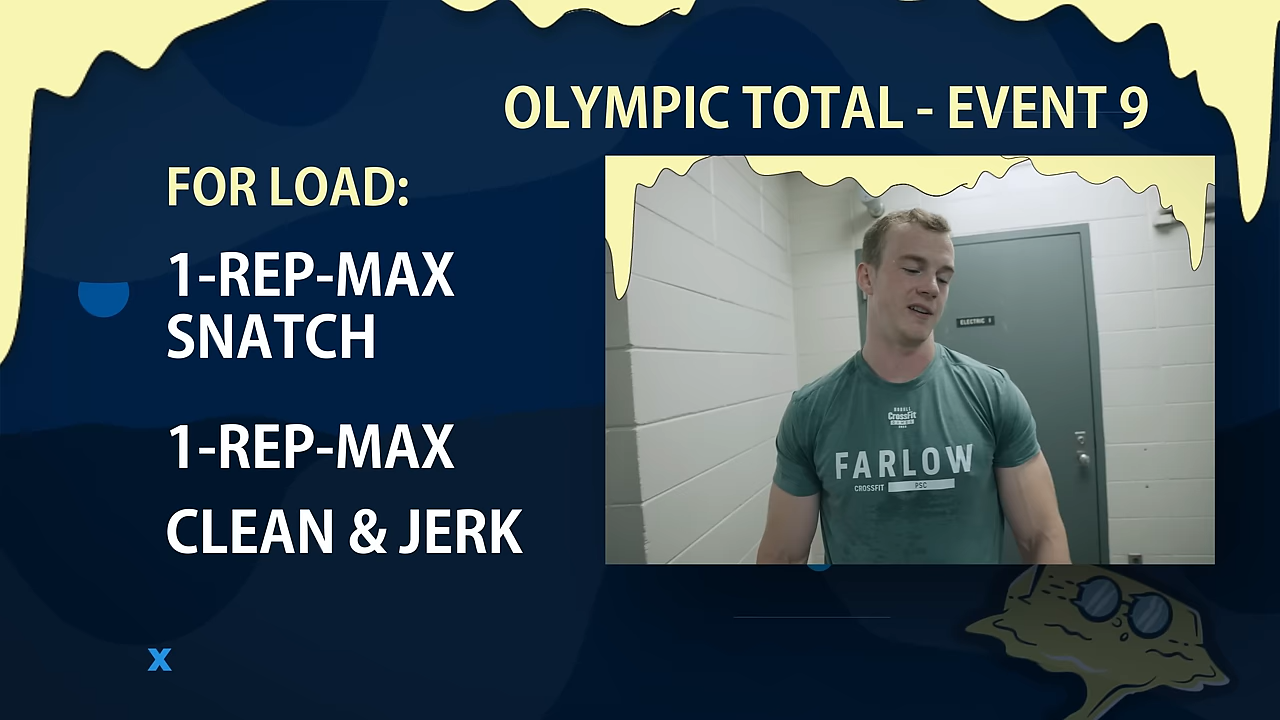 OLYMPIC TOTAL - EVENT 9
FOR LOAD:
1-REP-MAX
SNATCH
1-REP-MAX
CLEAN & JERK
ELECTRIC
CrossFit
GAMES
FARLOW
CROSSFIT PSC
X